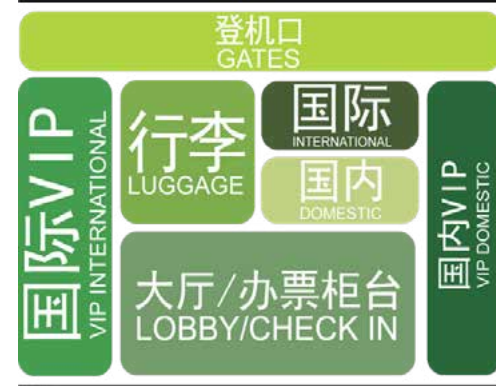 登机口
GATES
国际VIP
VIP INTERNATIONAL
行李
LUGGAGE
国际
INTERNATIONAL
国内
DOMESTIC
国内VIP
VIP DOMESTIC
大厅/办票柜台
LOBBY/CHECK IN